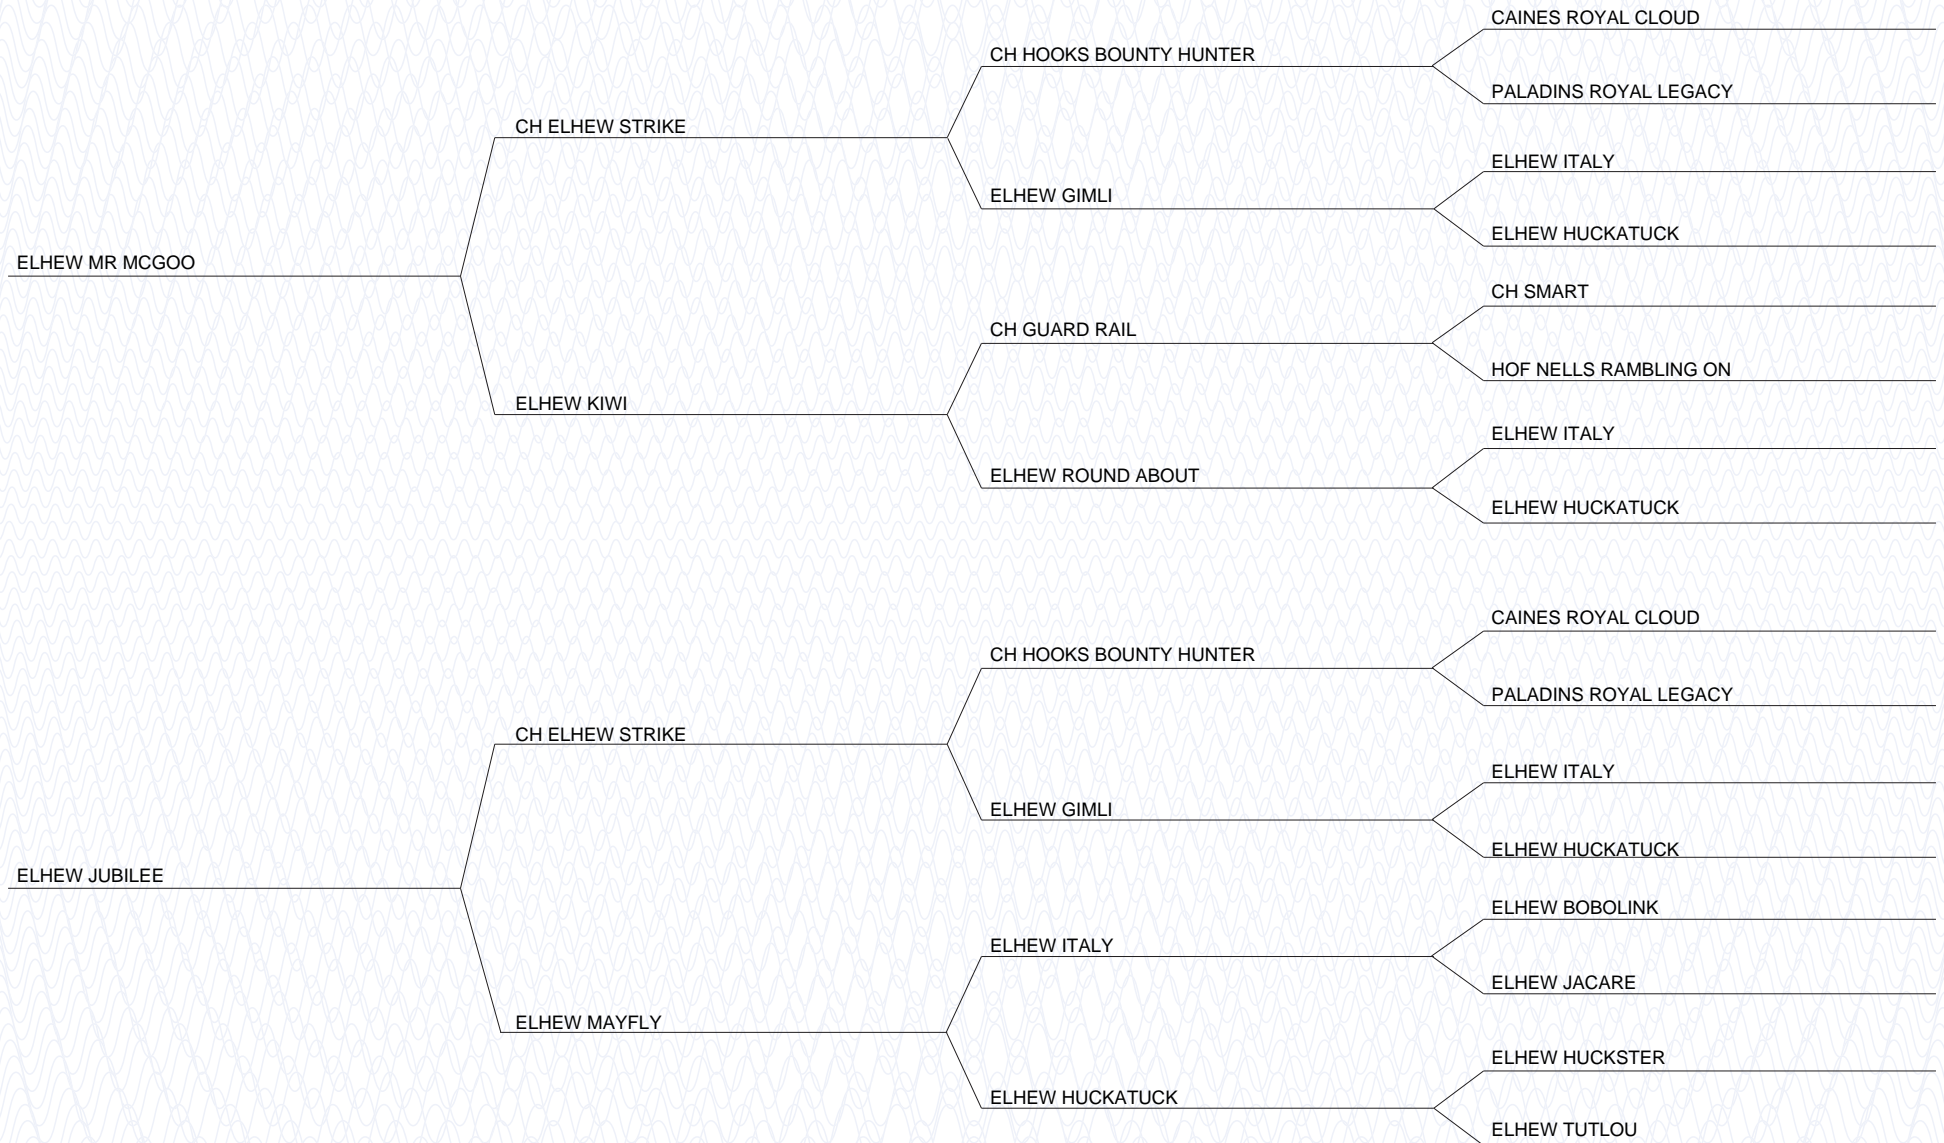 CAINES ROYAL CLOUD
CH HOOKS BOUNTY HUNTER
PALADINS ROYAL LEGACY
CH ELHEW STRIKE
ELHEW ITALY
ELHEW GIMLI
ELHEW HUCKATUCK
ELHEW MR MCGOO
CH SMART
CH GUARD RAIL
HOF NELLS RAMBLING ON
ELHEW KIWI
ELHEW ITALY
ELHEW ROUND ABOUT
ELHEW HUCKATUCK
CAINES ROYAL CLOUD
CH HOOKS BOUNTY HUNTER
PALADINS ROYAL LEGACY
CH ELHEW STRIKE
ELHEW ITALY
ELHEW GIMLI
ELHEW HUCKATUCK
ELHEW JUBILEE
ELHEW BOBOLINK
ELHEW ITALY
ELHEW JACARE
ELHEW MAYFLY
ELHEW HUCKSTER
ELHEW HUCKATUCK
ELHEW TUTLOU